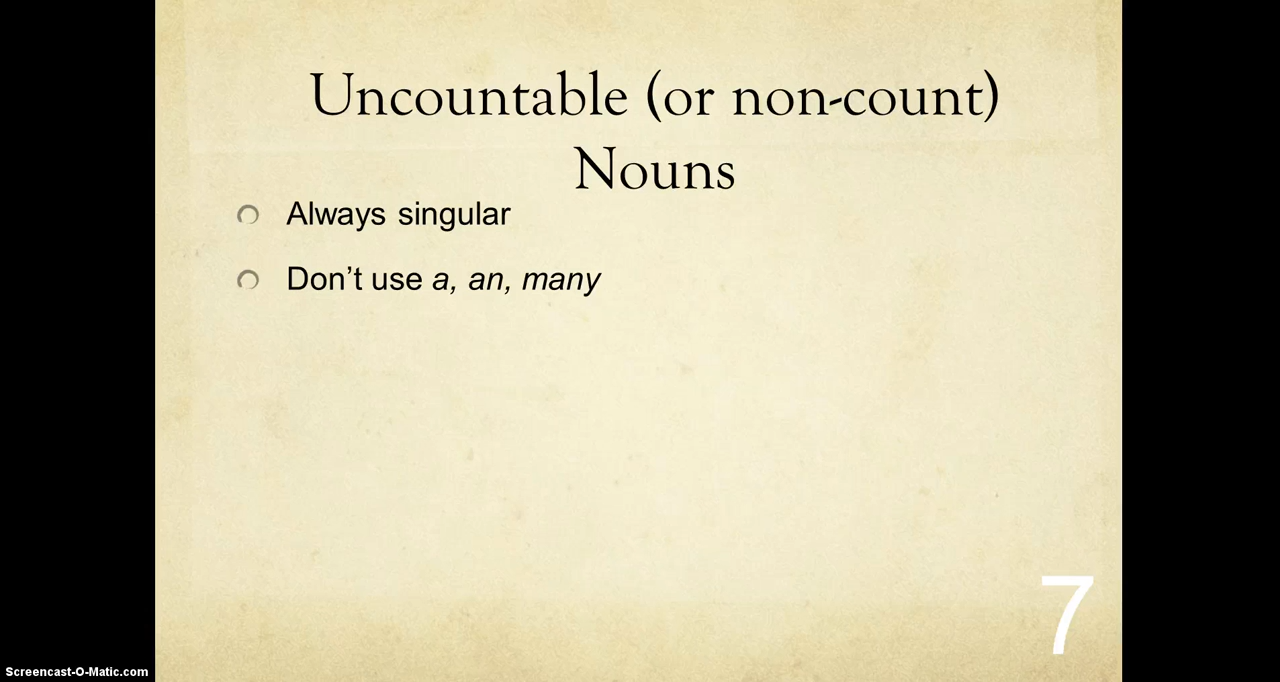 Uncountable (or non-count)
Nouns
Always singular
Don’t use a, an, many
7
Screencast-O-Matic.com